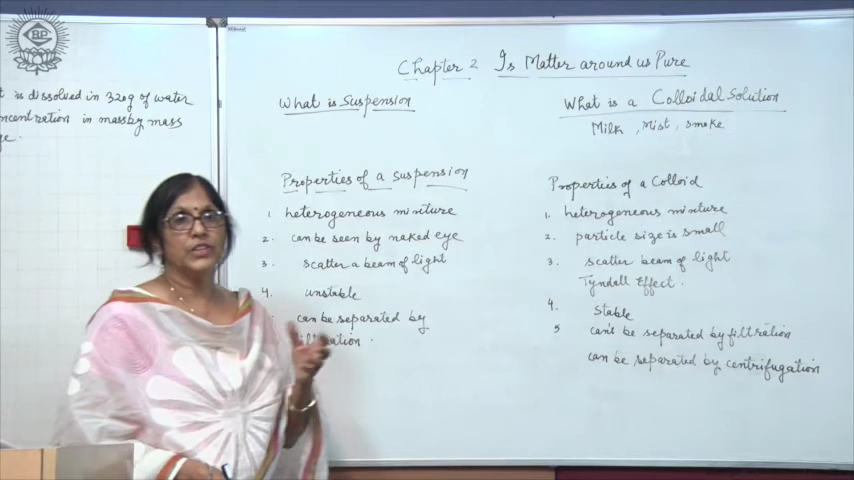 t is dissolved in 320g of water
ncentration in mass by mass
ge.
Chapter 2 Is Matter around us Pure
What is Suspension
Properties of a Suspension
1. heterogeneous mixture
2. can be seen by naked eye
3. scatter a beam of light
4. unstable
can be separated by
filtration.
What is a Colloidal Solution
Milk, Mist, smoke
Properties of a Colloid
1. heterogeneous mixture
2. particle size is small
3. scatter beam of light
Tyndall Effect.
4. Stable
5 can't be separated by filtration
can be separated by centrifugation